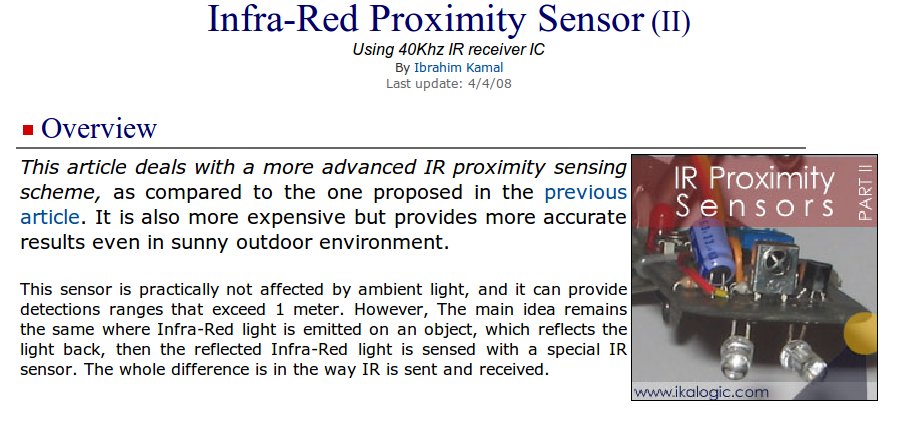 Infra-Red Proximity Sensor (II)
Using 40Khz IR receiver IC
By Ibrahim Kamal
Last update: 4/4/08
Overview
This article deals with a more advanced IR proximity sensing
scheme, as compared to the one proposed in the previous
article. It is also more expensive but provides more accurate
results even in sunny outdoor environment.
This sensor is practically not affected by ambient light, and it can provide
detections ranges that exceed 1 meter. However, The main idea remains
the same where Infra-Red light is emitted on an object, which reflects the
light back, then the reflected Infra-Red light is sensed with a special IR
sensor. The whole difference is in the way IR is sent and received.
IR Proximity
Sensors
PART II
www.ikalogic.com